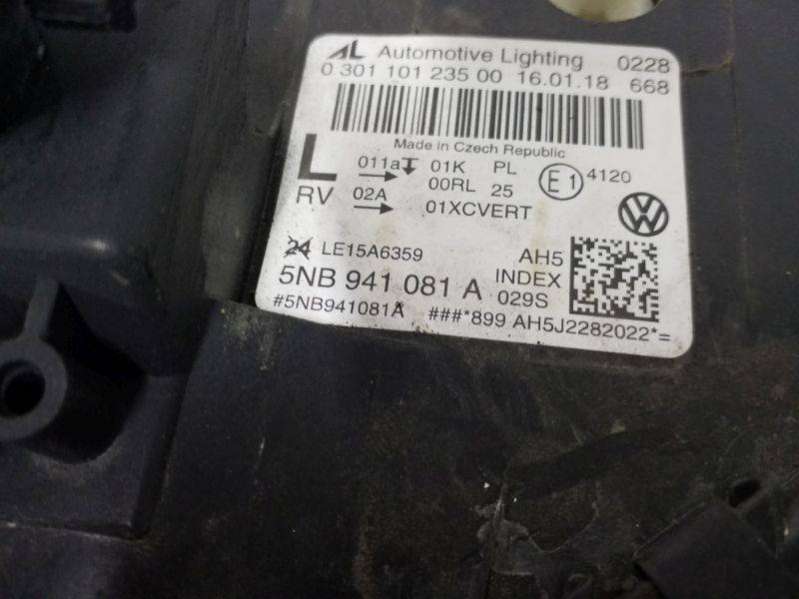 AL Automotive Lighting 0228
0 301 101 235 00 16.01.18 668
Made in Czech Republic
L 011a 01K PL E1 4120
00RL 25
RV 02A 01XCVERT
24 LE15A6359 AH5
5NB 941 081 A INDEX
029S
#5NB941081A ###*899 AH5J2282022*=